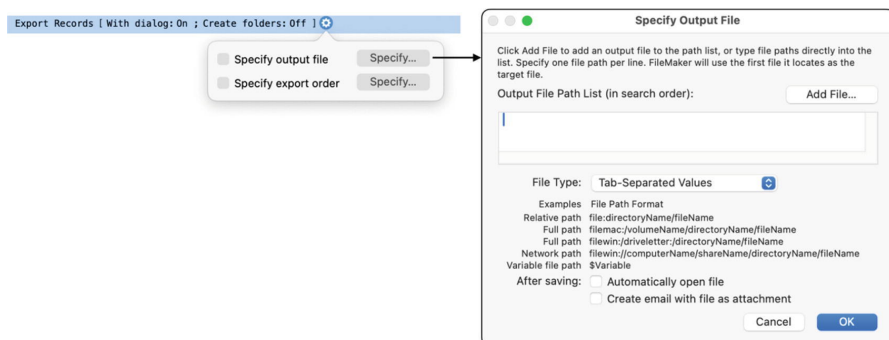 Export Records [ With dialog: On ; Create folders: Off ]
Specify output file Specify...
Specify export order Specify...
Specify Output File
Click Add File to add an output file to the path list, or type file paths directly into the
list. Specify one file path per line. FileMaker will use the first file it locates as the
target file.
Output File Path List (in search order): Add File...
File Type: Tab-Separated Values
Examples File Path Format
Relative path file:directoryName/fileName
Full path filemac:/volumeName/directoryName/fileName
Full path filewin:/driveletter:/directoryName/fileName
Network path filewin://computerName/shareName/directoryName/fileName
Variable file path $Variable
After saving: Automatically open file
Create email with file as attachment
Cancel OK